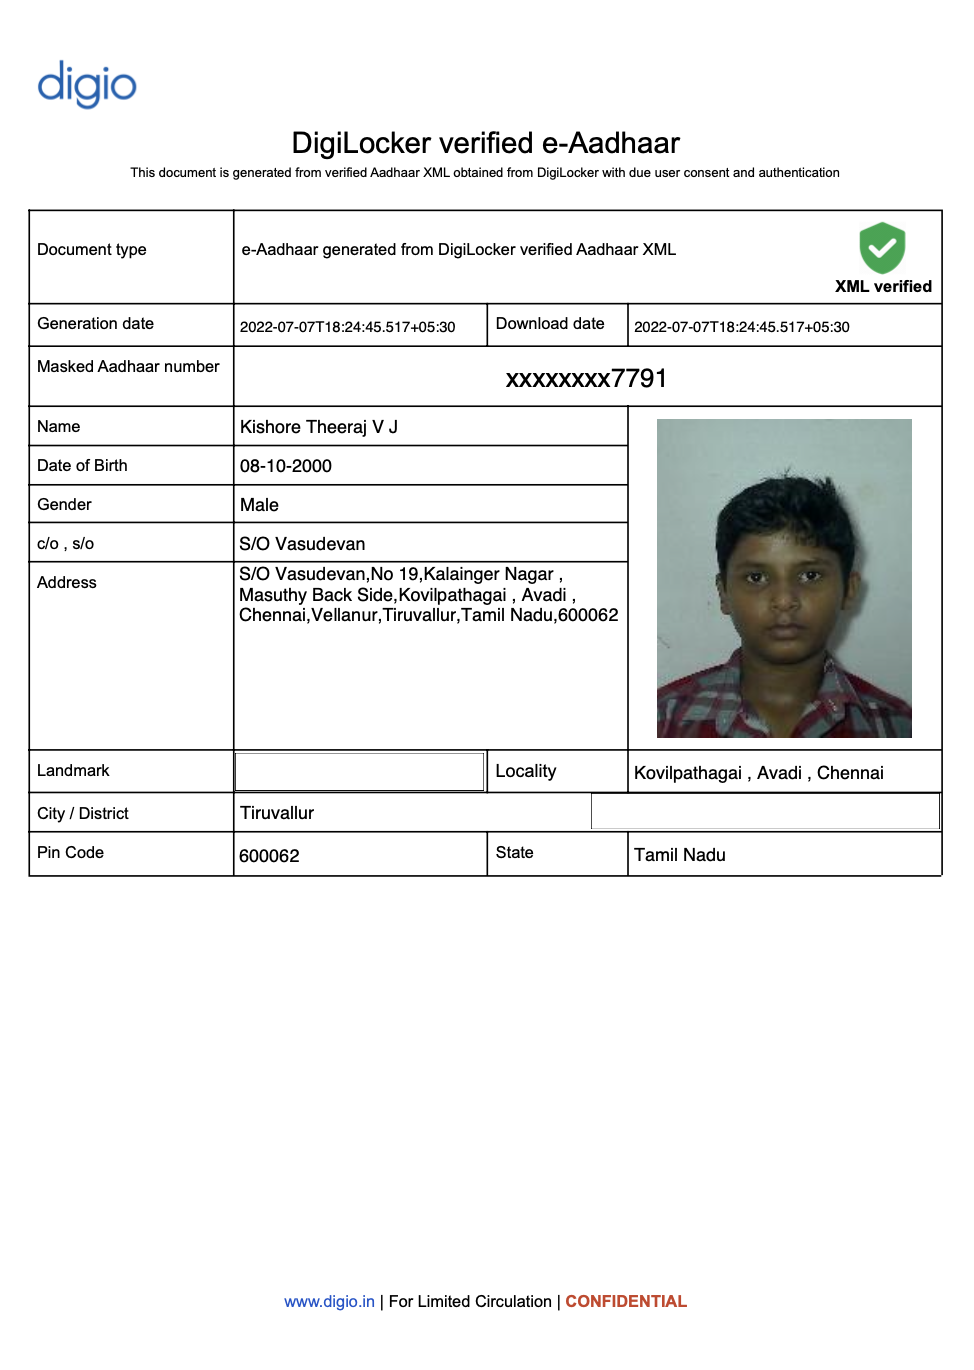 digio
DigiLocker verified e-Aadhaar
This document is generated from verified Aadhaar XML obtained from DigiLocker with due user consent and authentication
Document type e-Aadhaar generated from DigiLocker verified Aadhaar XML
XML verified
Generation date 2022-07-07T18:24:45.517+05:30 Download date 2022-07-07T18:24:45.517+05:30
Masked Aadhaar number xxxxxxxx7791
Name Kishore Theeraj V J
Date of Birth 08-10-2000
Gender Male
c/o , s/o S/O Vasudevan
Address S/O Vasudevan,No 19,Kalainger Nagar ,
Masuthy Back Side,Kovilpathagai , Avadi ,
Chennai,Vellanur,Tiruvallur,Tamil Nadu,600062
Landmark Locality Kovilpathagai , Avadi , Chennai
City / District Tiruvallur
Pin Code 600062 State Tamil Nadu
www.digio.in | For Limited Circulation | CONFIDENTIAL